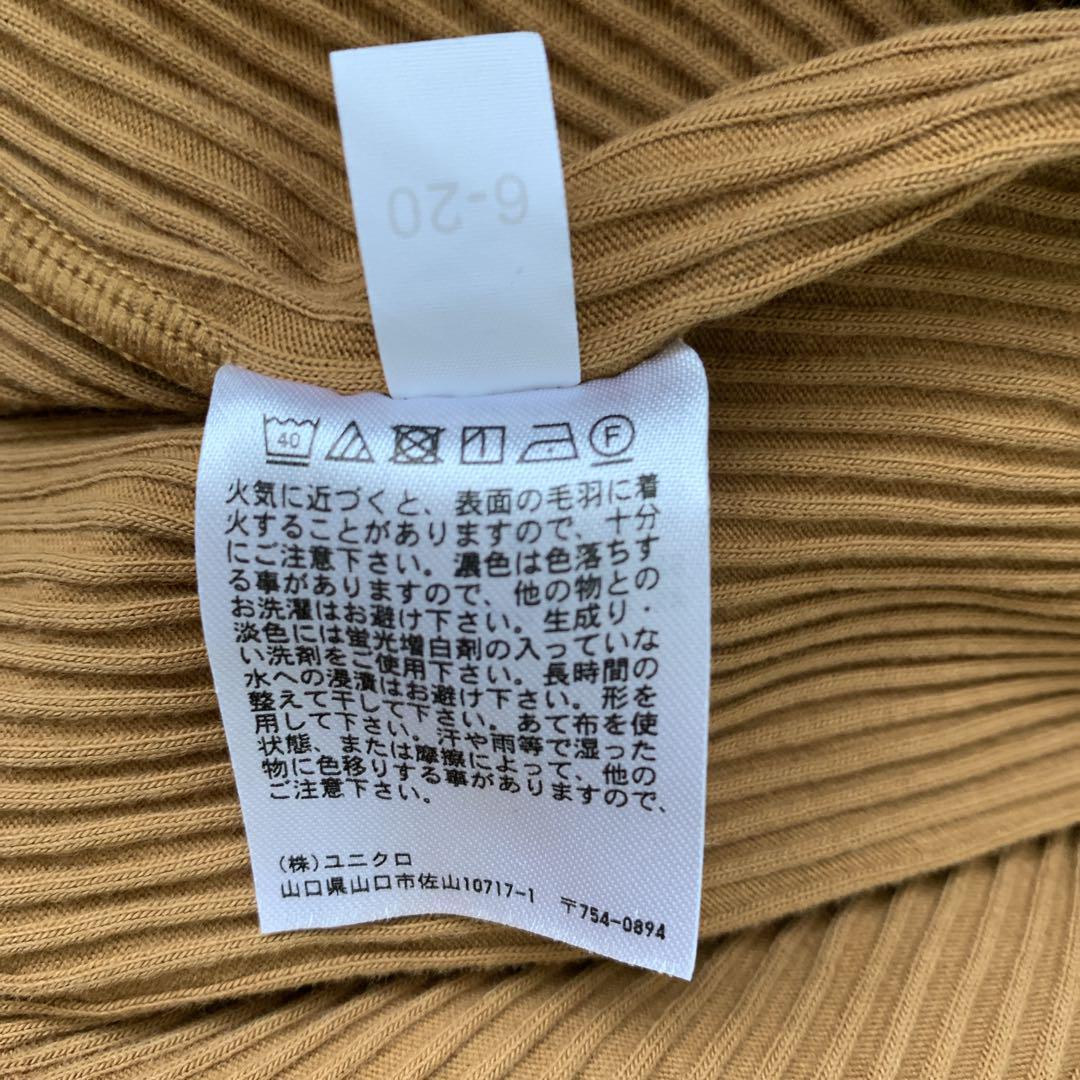 6-20
40
1
F
火気に近づくと、表面の毛羽に着
火することがありますので、十分
にご注意下さい。濃色は色落ちす
る事がありますので、他の物との
お洗濯はお避け下さい。生成り・
淡色には蛍光増白剤の入っていな
い洗剤をご使用下さい。長時間の
水への浸漬はお避け下さい。形を
整えて干して下さい。あて布を使
用して下さい。汗や雨等で湿った
状態、または摩擦によって、他の
物に色移りする事がありますので、
ご注意下さい。
(株)ユニクロ
山口県山口市佐山10717-1 〒754-0894